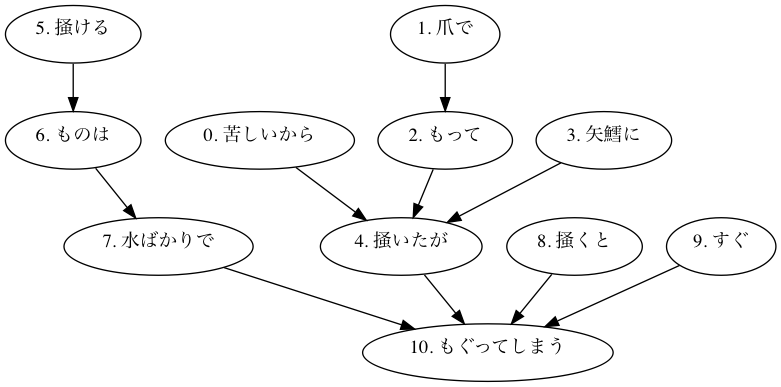 5. 掻ける
1. 爪で
6. ものは
0. 苦しいから
2. もって
3. 矢鱈に
7. 水ばかりで
4. 掻いたが
8. 掻くと
9. すぐ
10. もぐってしまう